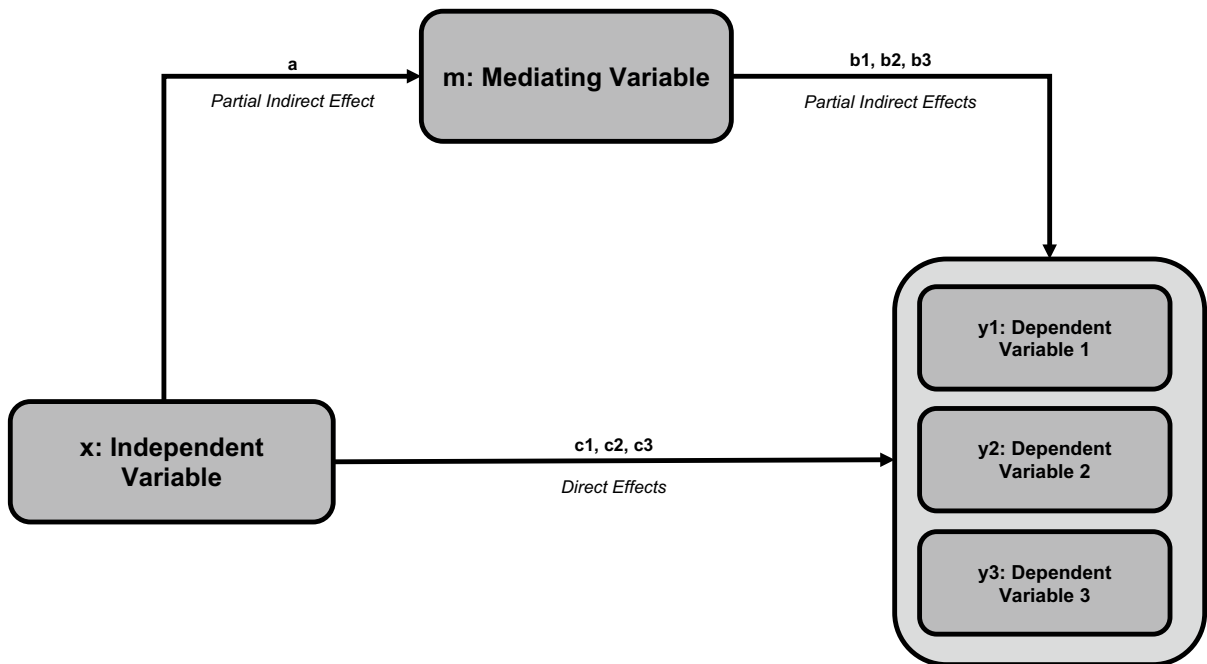 m: Mediating Variable
a
Partial Indirect Effect
b1, b2, b3
Partial Indirect Effects
y1: Dependent
Variable 1
x: Independent
Variable
c1, c2, c3
Direct Effects
y2: Dependent
Variable 2
y3: Dependent
Variable 3